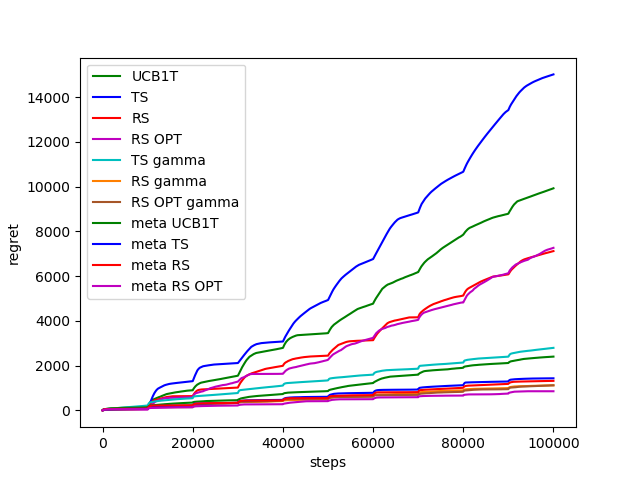 UCB1T
TS
RS
RS OPT
TS gamma
RS gamma
RS OPT gamma
meta UCB1T
meta TS
meta RS
meta RS OPT
14000
12000
10000
8000
6000
4000
2000
0
regret
0 20000 40000 60000 80000 100000
steps